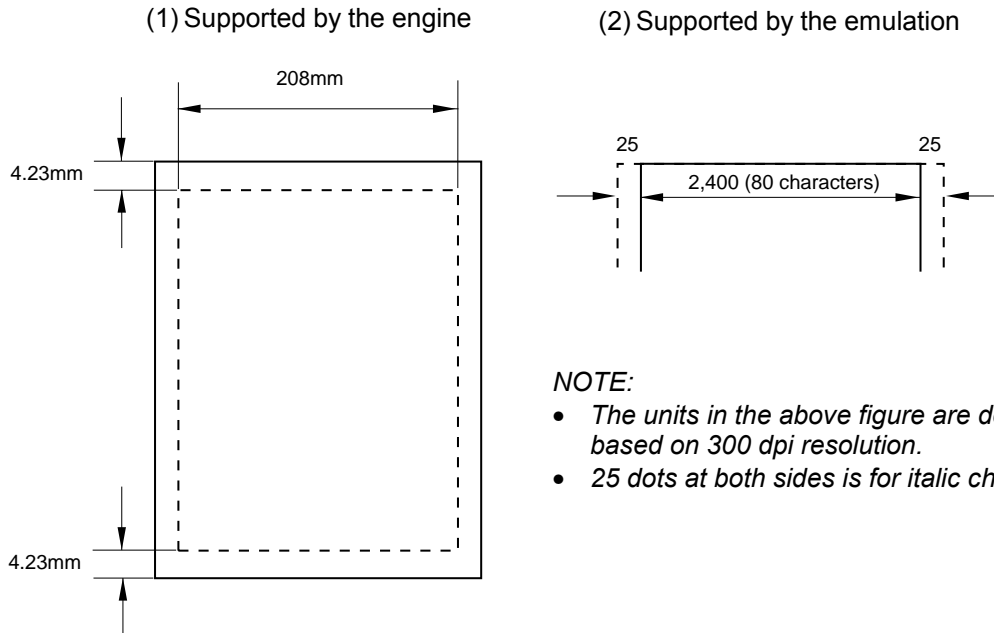 (1) Supported by the engine
(2) Supported by the emulation
208mm
4.23mm
25
25
2,400 (80 characters)
NOTE:
• The units in the above figure are
based on 300 dpi resolution.
• 25 dots at both sides is for italic
4.23mm